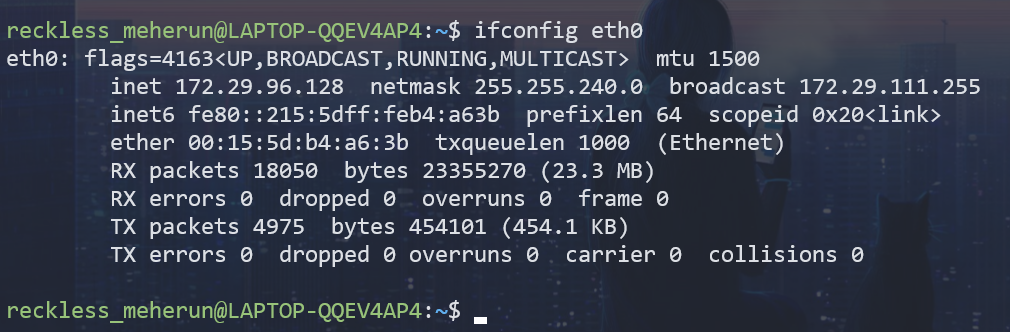 reckless_meherun@LAPTOP-QQEV4AP4:~$ ifconfig eth0
eth0: flags=4163<UP,BROADCAST,RUNNING,MULTICAST>  mtu 1500
        inet 172.29.96.128  netmask 255.255.240.0  broadcast 172.29.111.255
        inet6 fe80::215:5dff:feb4:a63b  prefixlen 64  scopeid 0x20<link>
        ether 00:15:5d:b4:a6:3b  txqueuelen 1000  (Ethernet)
        RX packets 18050  bytes 23355270 (23.3 MB)
        RX errors 0  dropped 0  overruns 0  frame 0
        TX packets 4975  bytes 454101 (454.1 KB)
        TX errors 0  dropped 0 overruns 0  carrier 0  collisions 0
reckless_meherun@LAPTOP-QQEV4AP4:~$